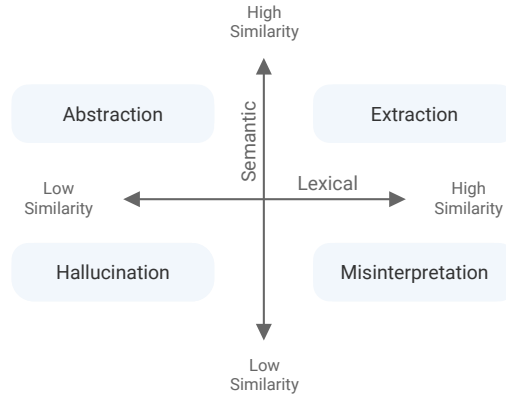 High
Similarity
Abstraction
Semantic
Extraction
Low
Similarity
Lexical
High
Similarity
Hallucination
Misinterpretation
Low
Similarity